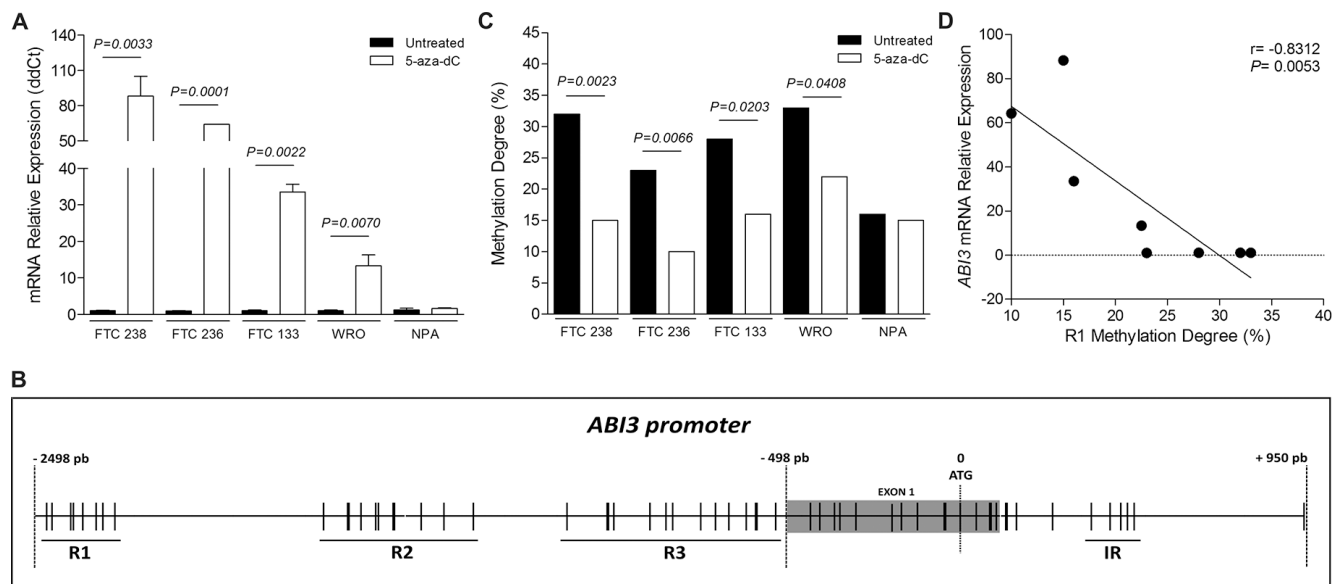 A
mRNA Relative Expression (ddCt)
140
110
80
50
40
30
20
10
0
P=0.0033
P=0.0001
P=0.0022
P=0.0070
Untreated
5-aza-dC
FTC 238
FTC 236
FTC 133
WRO
NPA
C
Methylation Degree (%)
45
40
35
30
25
20
15
10
5
0
P=0.0023
P=0.0066
P=0.0203
P=0.0408
Untreated
5-aza-dC
FTC 238
FTC 236
FTC 133
WRO
NPA
D
ABI3 mRNA Relative Expression
100
80
60
40
20
0
-20
r= -0.8312
P= 0.0053
10 15 20 25 30 35 40
R1 Methylation Degree (%)
B
ABI3 promoter
- 2498 pb
- 498 pb
0
+ 950 pb
ATG
EXON 1
R1
R2
R3
IR